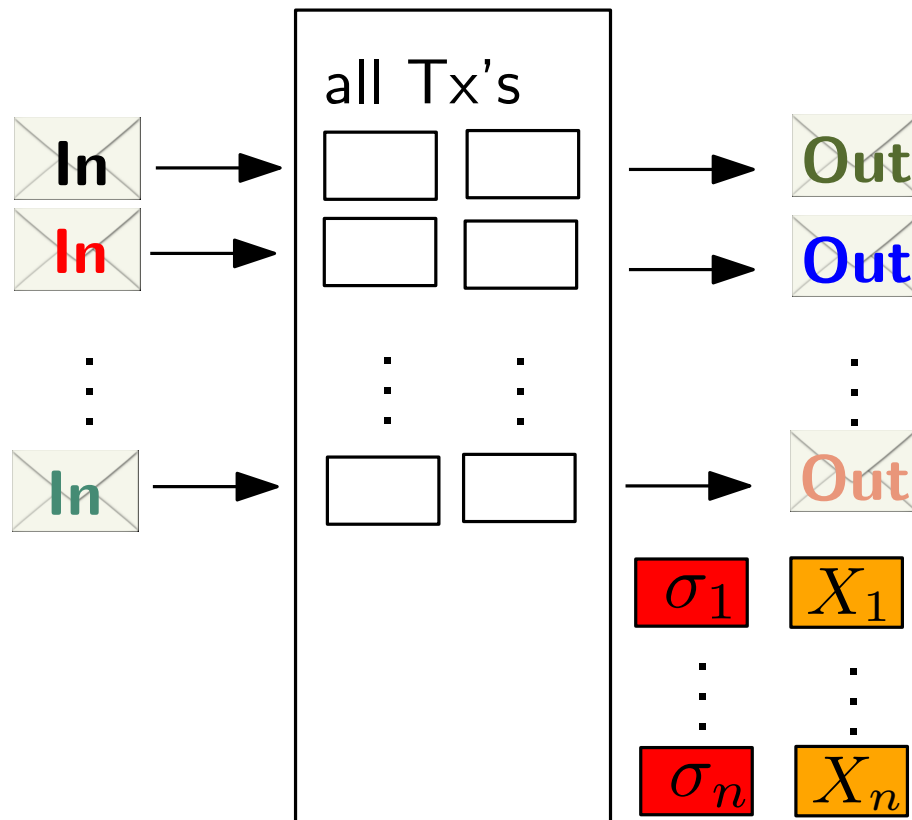 all Tx's
In
Out
In
Out
In
Out
σ₁
X₁
σₙ
Xₙ